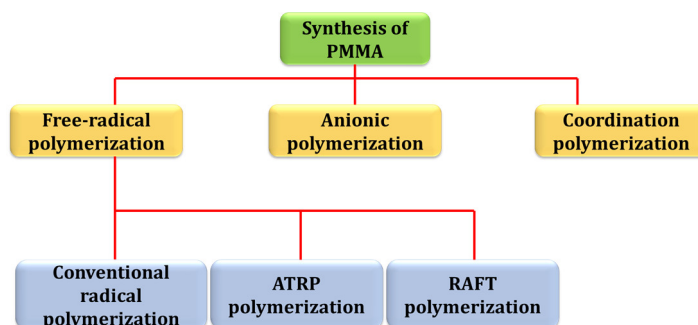 Synthesis of
PMMA
Free-radical
polymerization
Anionic
polymerization
Coordination
polymerization
Conventional
radical
polymerization
ATRP
polymerization
RAFT
polymerization